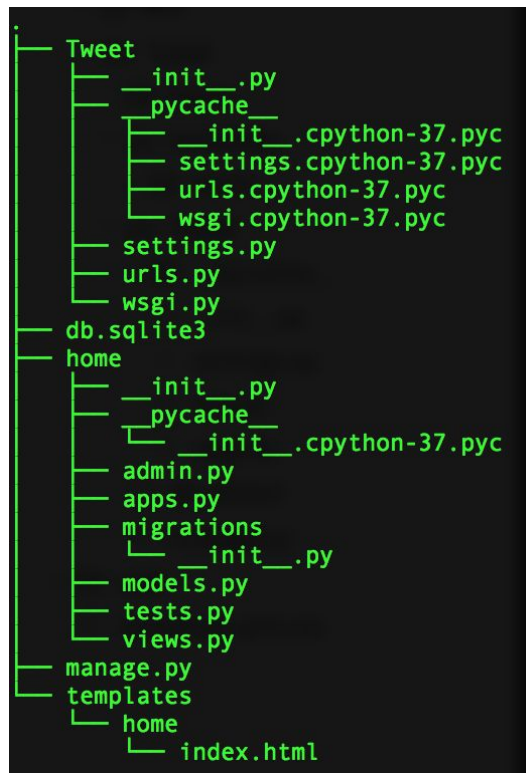 .
├── Tweet
│   ├── __init__.py
│   ├── __pycache__
│   │   ├── __init__.cpython-37.pyc
│   │   ├── settings.cpython-37.pyc
│   │   ├── urls.cpython-37.pyc
│   │   └── wsgi.cpython-37.pyc
│   ├── settings.py
│   ├── urls.py
│   └── wsgi.py
├── db.sqlite3
├── home
│   ├── __init__.py
│   ├── __pycache__
│   │   └── __init__.cpython-37.pyc
│   ├── admin.py
│   ├── apps.py
│   ├── migrations
│   │   └── __init__.py
│   ├── models.py
│   ├── tests.py
│   └── views.py
├── manage.py
└── templates
    └── home
        └── index.html